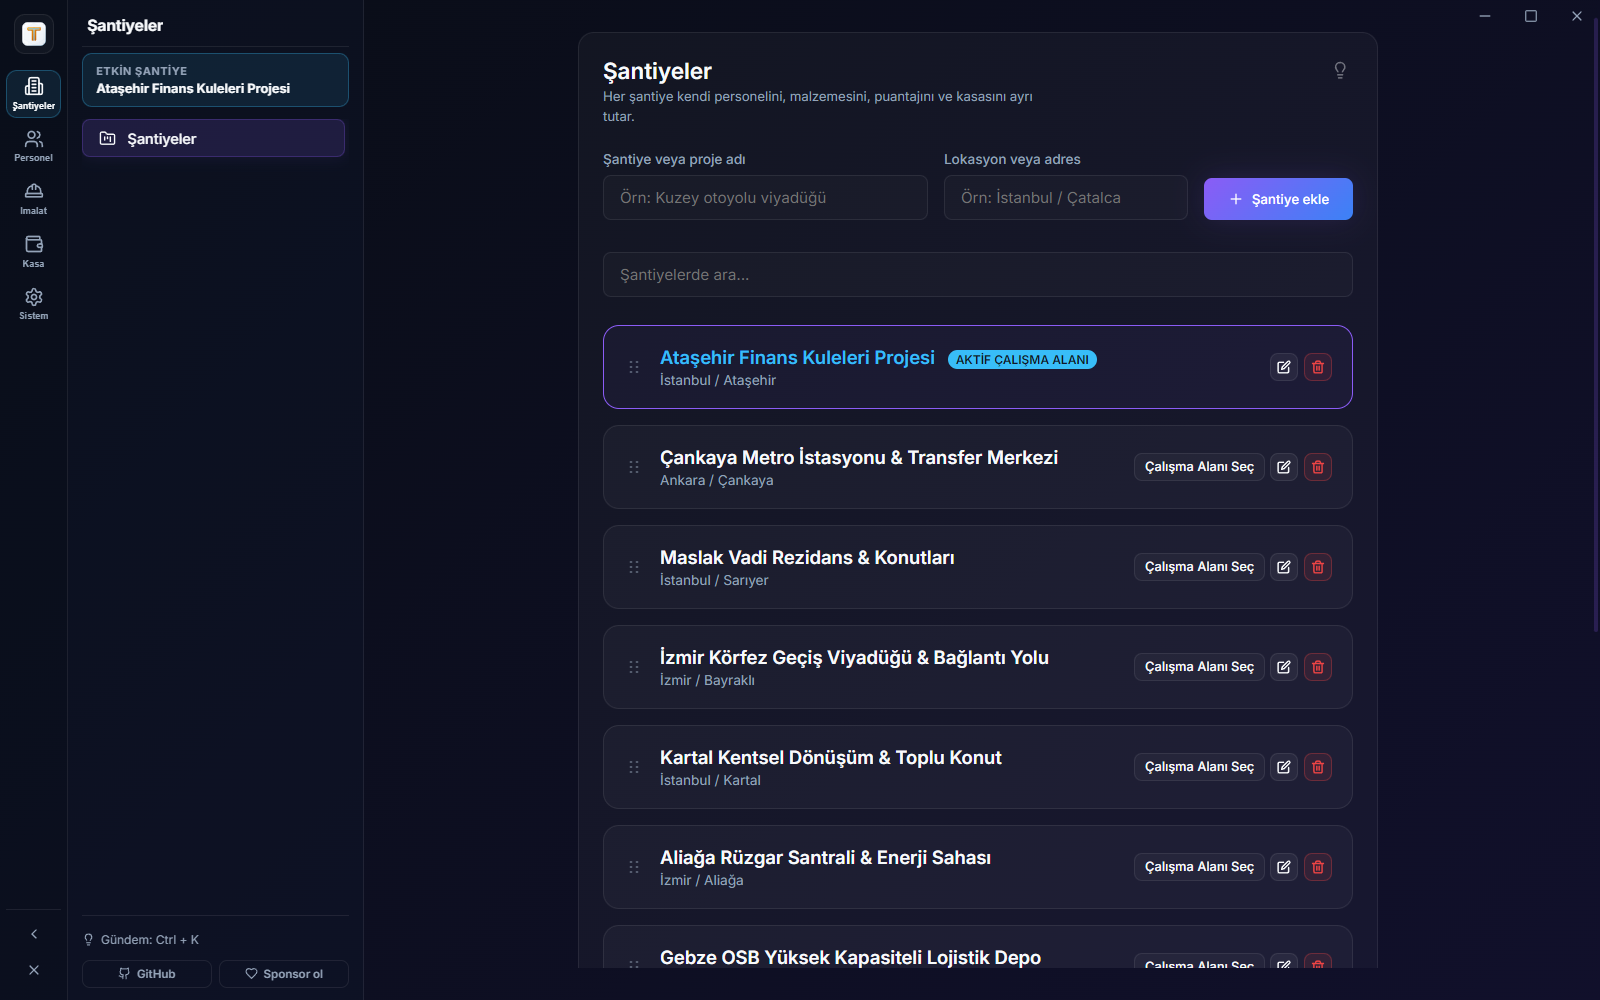 T
Şantiyeler
Personel
Imalat
Kasa
Sistem
Şantiyeler
ETKİN ŞANTİYE
Ataşehir Finans Kuleleri Projesi
Şantiyeler
Gündem: Ctrl + K
GitHub
Sponsor ol
Şantiyeler
Her şantiye kendi personelini, malzemesini, puantajını ve kasasını ayrı
tutar.
Şantiye veya proje adı
Lokasyon veya adres
Örn: Kuzey otoyolu viyadüğü
Örn: İstanbul / Çatalca
Şantiye ekle
Şantiyelerde ara...
Ataşehir Finans Kuleleri Projesi AKTİF ÇALIŞMA ALANI
İstanbul / Ataşehir
Çankaya Metro İstasyonu & Transfer Merkezi
Ankara / Çankaya
Çalışma Alanı Seç
Maslak Vadi Rezidans & Konutları
İstanbul / Sarıyer
Çalışma Alanı Seç
İzmir Körfez Geçiş Viyadüğü & Bağlantı Yolu
İzmir / Bayraklı
Çalışma Alanı Seç
Kartal Kentsel Dönüşüm & Toplu Konut
İstanbul / Kartal
Çalışma Alanı Seç
Aliağa Rüzgar Santrali & Enerji Sahası
İzmir / Aliağa
Çalışma Alanı Seç
Gebze OSB Yüksek Kapasiteli Lojistik Depo
Çalışma Alanı Seç